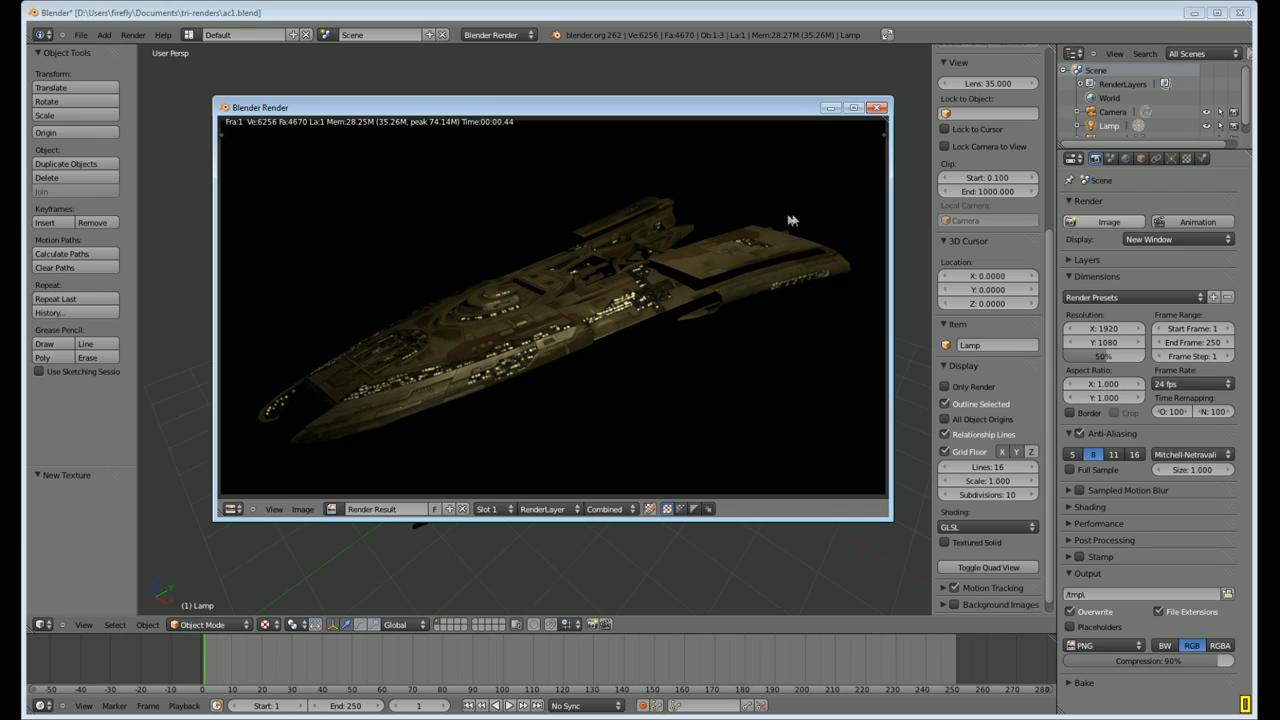 Blender* [D:\Users\firefly\Documents\tri-renders\ac1.blend]
File Add Render Help Default Scene Blender Render blender.org 262 | Ve:6256 | Fa:4670 | Ob:1-3 | La:1 | Mem:28.27M (35.26M) | Lamp
View Search All Scenes
Object Tools
Transform:
Translate
Rotate
Scale
Origin
Object:
Duplicate Objects
Delete
Join
Keyframes:
Insert Remove
Motion Paths:
Calculate Paths
Clear Paths
Repeat:
Repeat Last
History...
Grease Pencil:
Draw Line
Poly Erase
Use Sketching Sessio
New Texture
User Persp
Blender Render
Fra:1 Ve:6256 Fa:4670 La:1 Mem:28.25M (35.26M, peak 74.14M) Time:00:00.44
View Image Render Result F Slot 1 RenderLayer Combined
(1) Lamp
View Select Object Object Mode Global
-50 -40 -30 -20 -10 0 10 20 30 40 50 60 70 80 90 100 110 120 130 140 150 160 170 180 190 200 210 220 230 240 250 260 270 280
View Marker Frame Playback Start: 1 End: 250 1 No Sync
View
Lens: 35.000
Lock to Object:
Lock to Cursor
Lock Camera to View
Clip:
Start: 0.100
End: 1000.000
Local Camera:
Camera
3D Cursor
Location:
X: 0.0000
Y: 0.0000
Z: 0.0000
Item
Lamp
Display
Only Render
Outline Selected
All Object Origins
Relationship Lines
Grid Floor X Y Z
Lines: 16
Scale: 1.000
Subdivisions: 10
Shading:
GLSL
Textured Solid
Toggle Quad View
Motion Tracking
Background Images
Scene
RenderLayers
World
Camera
Lamp
Scene
Render
Image Animation
Display: New Window
Layers
Dimensions
Render Presets
Resolution: Frame Range:
X: 1920 Start Frame: 1
Y: 1080 End Frame: 250
50% Frame Step: 1
Aspect Ratio: Frame Rate:
X: 1.000 24 fps
Y: 1.000 Time Remapping:
Border Crop O: 100 N: 100
Anti-Aliasing
5 8 11 16 Mitchell-Netravali
Full Sample Size: 1.000
Sampled Motion Blur
Shading
Performance
Post Processing
Stamp
Output
/tmp\
Overwrite File Extensions
Placeholders
PNG BW RGB RGBA
Compression: 90%
Bake